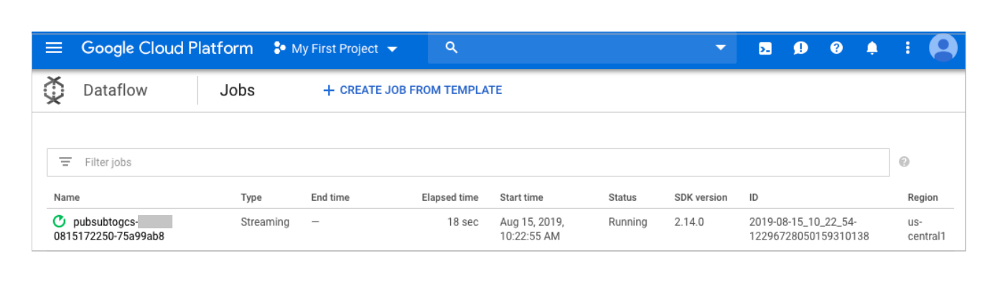 Google Cloud Platform My First Project
Dataflow Jobs + CREATE JOB FROM TEMPLATE
Filter jobs
Name Type End time Elapsed time Start time Status SDK version ID Region
pubsubtogcs- Streaming – 18 sec Aug 15, 2019, Running 2.14.0 2019-08-15_10_22_54- us-
0815172250-75a99ab8 10:22:55 AM 12296728050159310138 central1